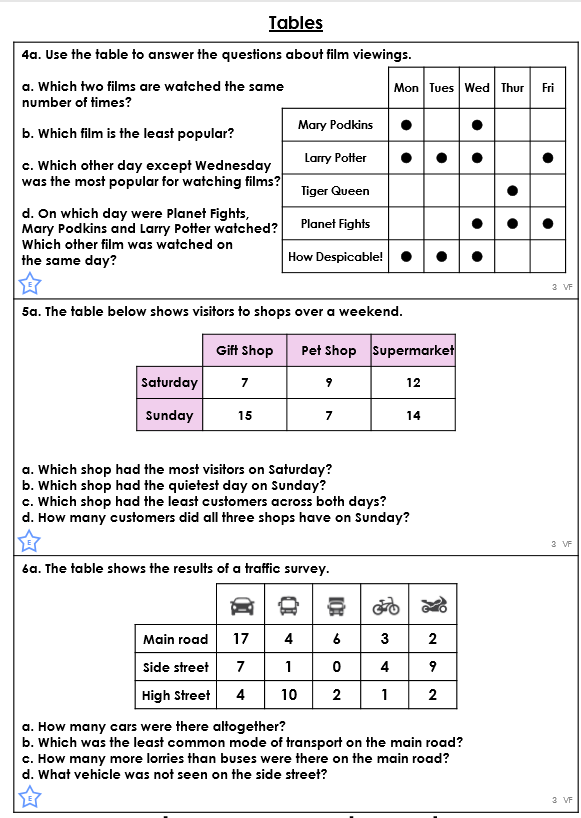 Tables
4a. Use the table to answer the questions about film viewings.
a. Which two films are watched the same
number of times?
b. Which film is the least popular?
c. Which other day except Wednesday
was the most popular for watching films?
d. On which day were Planet Fights,
Mary Podkins and Larry Potter watched?
Which other film was watched on
the same day?
Mon Tues Wed Thur Fri
Mary Podkins
Larry Potter
Tiger Queen
Planet Fights
How Despicable!
E
3 VF
5a. The table below shows visitors to shops over a weekend.
Gift Shop Pet Shop Supermarket
Saturday 7 9 12
Sunday 15 7 14
a. Which shop had the most visitors on Saturday?
b. Which shop had the quietest day on Sunday?
c. Which shop had the least customers across both days?
d. How many customers did all three shops have on Sunday?
E
3 VF
6a. The table shows the results of a traffic survey.
Main road 17 4 6 3 2
Side street 7 1 0 4 9
High Street 4 10 2 1 2
a. How many cars were there altogether?
b. Which was the least common mode of transport on the main road?
c. How many more lorries than buses were there on the main road?
d. What vehicle was not seen on the side street?
E
3 VF